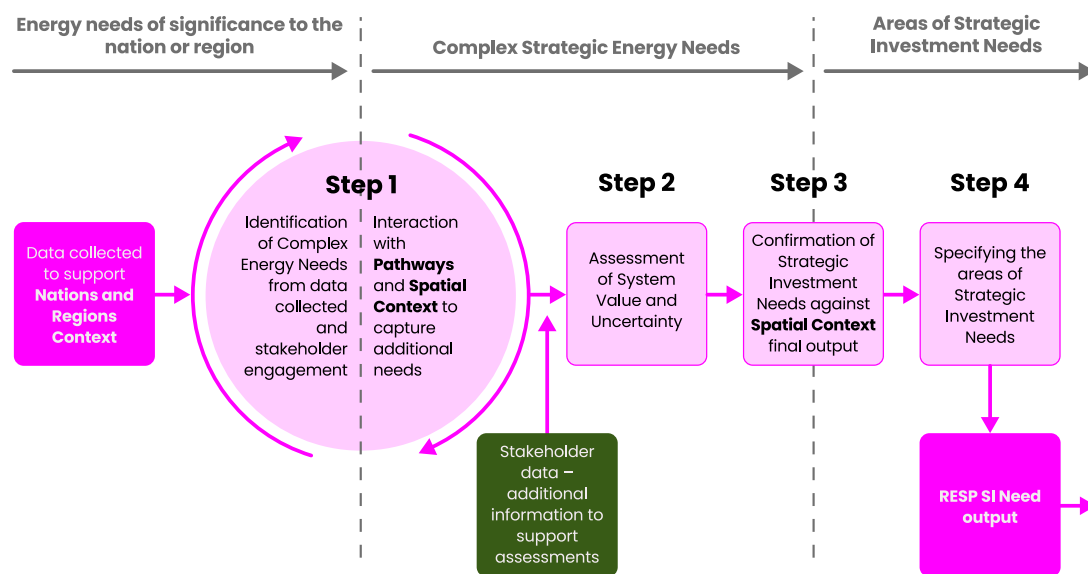 Energy needs of significance to the
nation or region
Complex Strategic Energy Needs
Areas of Strategic
Investment Needs
Data collected
to support
Nations and
Regions
Context
Step 1
Identification
of Complex
Energy Needs
from data
collected
and
stakeholder
engagement
Interaction
with
Pathways
and Spatial
Context to
capture
additional
needs
Stakeholder
data –
additional
information to
support
assessments
Step 2
Assessment
of System
Value and
Uncertainty
Step 3
Confirmation of
Strategic
Investment
Needs against
Spatial Context
final output
Step 4
Specifying the
areas of
Strategic
Investment
Needs
RESP SI Need
output